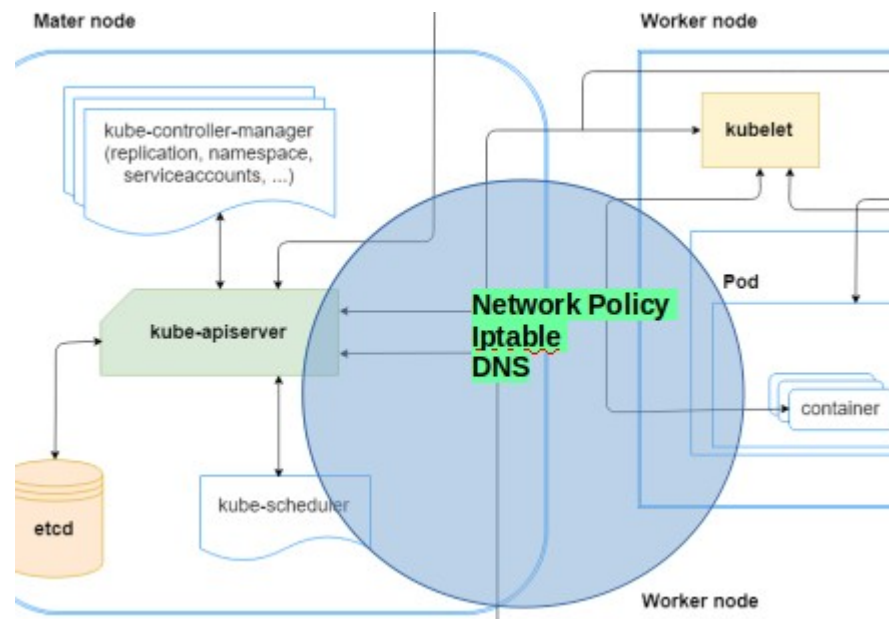 Mater node
Worker node
kube-controller-manager
(replication, namespace,
serviceaccounts, ...)
kubelet
Pod
Network Policy
Iptable
DNS
kube-apiserver
container
kube-scheduler
etcd
Worker node